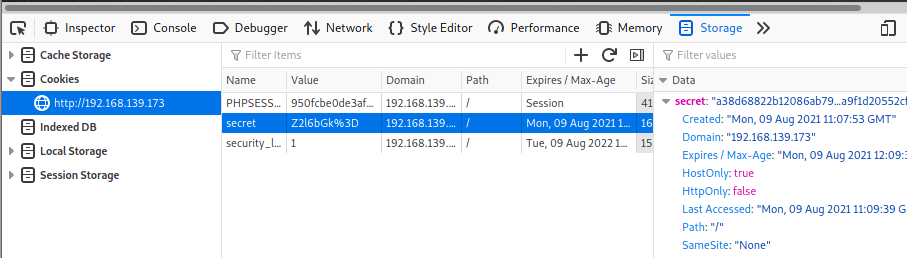 Inspector Console Debugger Network Style Editor Performance Memory Storage
Cache Storage
Cookies
http://192.168.139.173
Indexed DB
Local Storage
Session Storage
Filter Items
Name Value Domain Path Expires / Max-Age Siz
PHPSESS... 950fcbe0de3af... 192.168.139.... / Session 41
secret Z2l6bGk%3D 192.168.139.... / Mon, 09 Aug 2021 1... 16
security_l... 1 192.168.139.... / Tue, 09 Aug 2022 1... 15
Filter values
Data
secret: "a38d68822b12086ab79...a9f1d20552cf
Created: "Mon, 09 Aug 2021 11:07:53 GMT"
Domain: "192.168.139.173"
Expires / Max-Age: "Mon, 09 Aug 2021 12:09:3
HostOnly: true
HttpOnly: false
Last Accessed: "Mon, 09 Aug 2021 11:09:39 G
Path: "/"
SameSite: "None"